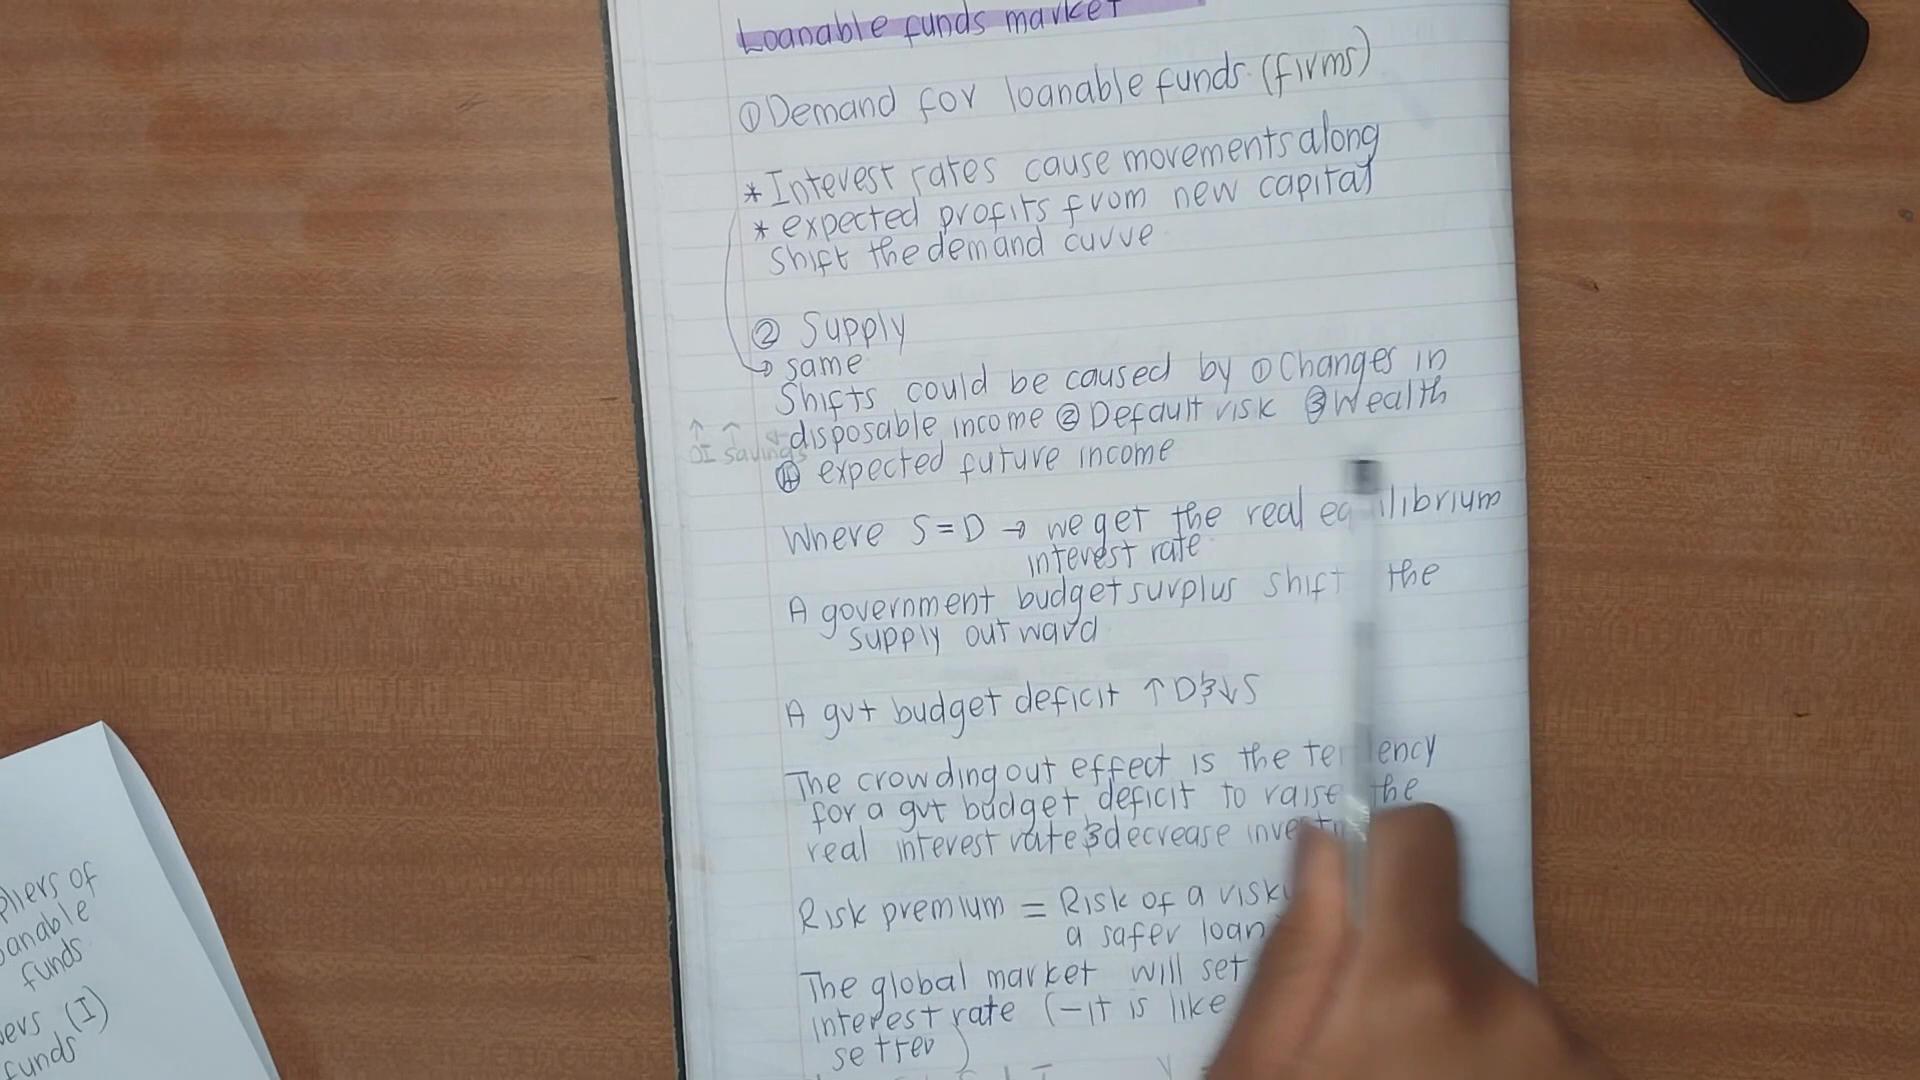 Loanable funds market
① Demand for loanable funds (firms)
* Interest rates cause movements along
* expected profits from new capital
shift the demand curve
② Supply
→ same
Shifts could be caused by ① Changes in
disposable income ② Default risk ③ Wealth
↑ ↑
DI savings
④ expected future income
Where S = D → we get the real equilibrium
interest rate
A government budget surplus shift the
supply outward
A gvt budget deficit ↑D & ↓S
The crowding out effect is the
for a gvt budget deficit to raise the
real interest rate & decrease
Risk premium = Risk of a
a safer loan
The global market will set
interest rate (-it is like
setter)
funds
(I)
funds